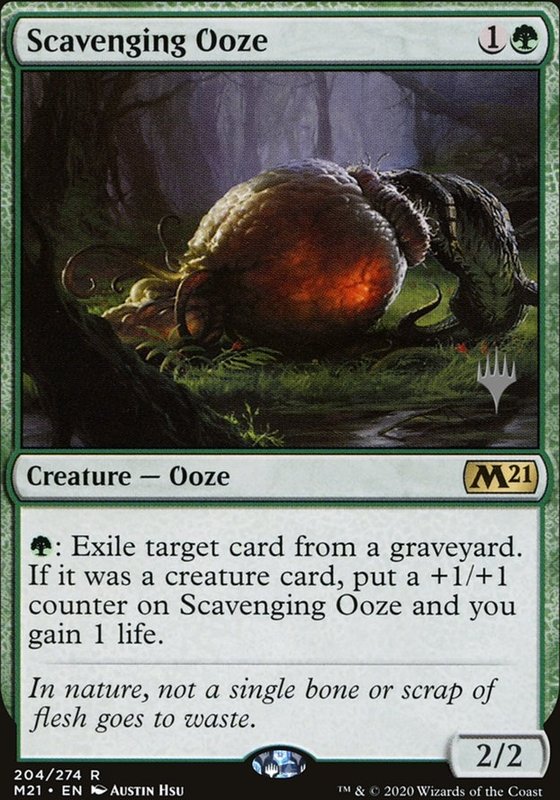 Scavenging Ooze 1
Creature — Ooze M21
: Exile target card from a graveyard.
If it was a creature card, put a +1/+1
counter on Scavenging Ooze and you
gain 1 life.
In nature, not a single bone or scrap of
flesh goes to waste.
2/2
204/274 R
M21 • EN Austin Hsu ™ & © 2020 Wizards of the Coast